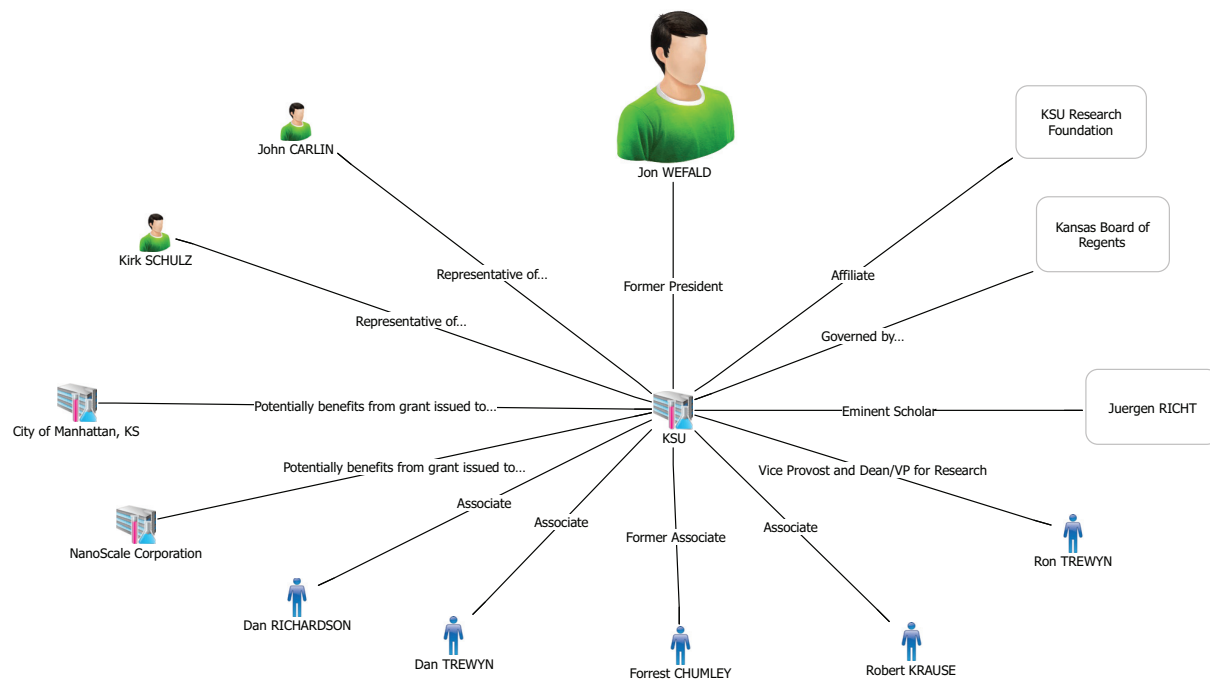 KSU Research
Foundation
John CARLIN
Jon WEFALD
Kansas Board of
Regents
Kirk SCHULZ
Representative of...
Affiliate
Former President
Representative of...
Governed by...
Potentially benefits from grant issued to...
Eminent Scholar
Juergen RICHT
City of Manhattan, KS
KSU
Potentially benefits from grant issued to...
Vice Provost and Dean/VP for Research
Associate
Associate
Former Associate
Associate
NanoScale Corporation
Ron TREWYN
Dan RICHARDSON
Dan TREWYN
Forrest CHUMLEY
Robert KRAUSE